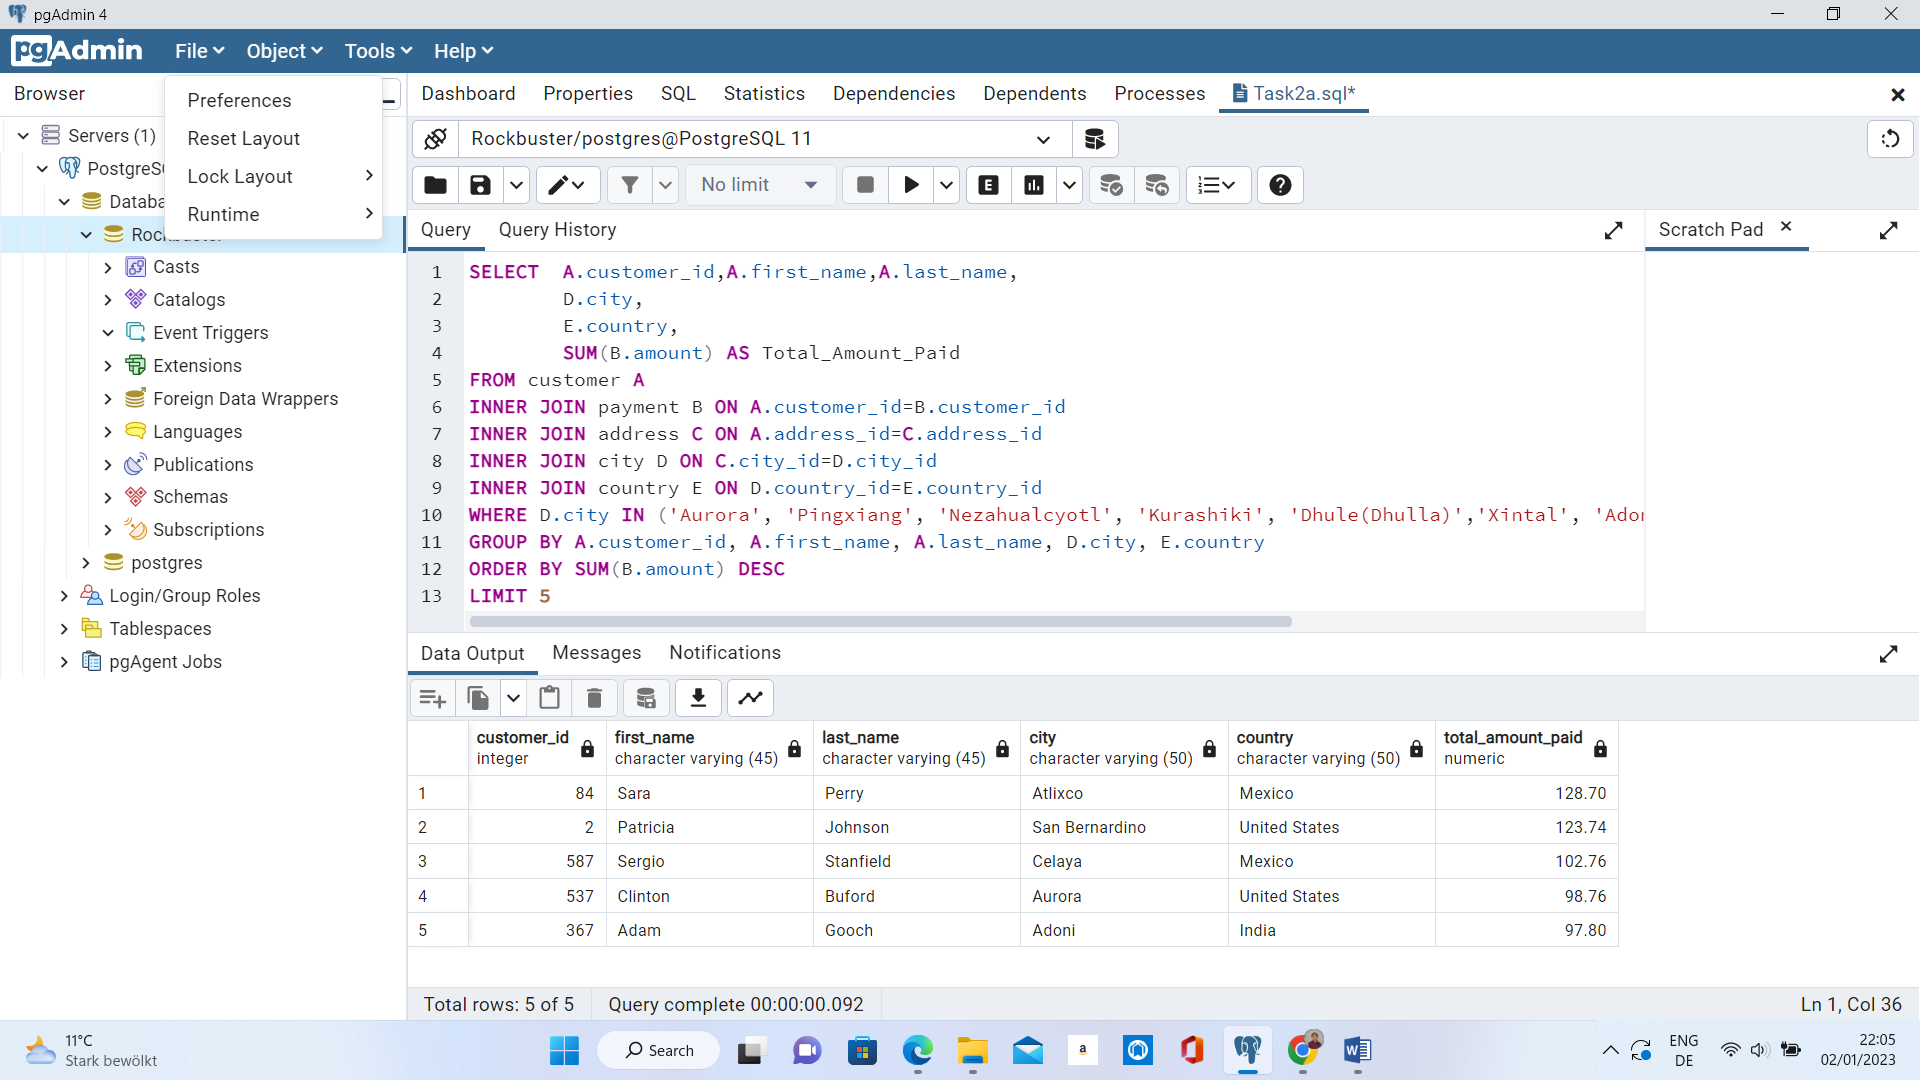 pgAdmin 4
pgAdmin File Object Tools Help
Browser
Preferences
Reset Layout
Lock Layout
Runtime
Servers (1)
PostgreS
Databa
Rockbuster
Casts
Catalogs
Event Triggers
Extensions
Foreign Data Wrappers
Languages
Publications
Schemas
Subscriptions
postgres
Login/Group Roles
Tablespaces
pgAgent Jobs
Dashboard Properties SQL Statistics Dependencies Dependents Processes Task2a.sql*
Rockbuster/postgres@PostgreSQL 11
No limit E
Query Query History
Scratch Pad
1 SELECT A.customer_id,A.first_name,A.last_name,
2 D.city,
3 E.country,
4 SUM(B.amount) AS Total_Amount_Paid
5 FROM customer A
6 INNER JOIN payment B ON A.customer_id=B.customer_id
7 INNER JOIN address C ON A.address_id=C.address_id
8 INNER JOIN city D ON C.city_id=D.city_id
9 INNER JOIN country E ON D.country_id=E.country_id
10 WHERE D.city IN ('Aurora', 'Pingxiang', 'Nezahualcyotl', 'Kurashiki', 'Dhule(Dhulla)','Xintal', 'Ado
11 GROUP BY A.customer_id, A.first_name, A.last_name, D.city, E.country
12 ORDER BY SUM(B.amount) DESC
13 LIMIT 5
Data Output Messages Notifications
customer_id first_name last_name city country total_amount_paid
integer character varying (45) character varying (45) character varying (50) character varying (50) numeric
1 84 Sara Perry Atlixco Mexico 128.70
2 2 Patricia Johnson San Bernardino United States 123.74
3 587 Sergio Stanfield Celaya Mexico 102.76
4 537 Clinton Buford Aurora United States 98.76
5 367 Adam Gooch Adoni India 97.80
Total rows: 5 of 5 Query complete 00:00:00.092 Ln 1, Col 36
11°C
Stark bewölkt
Search
a
W
ENG
DE
22:05
02/01/2023